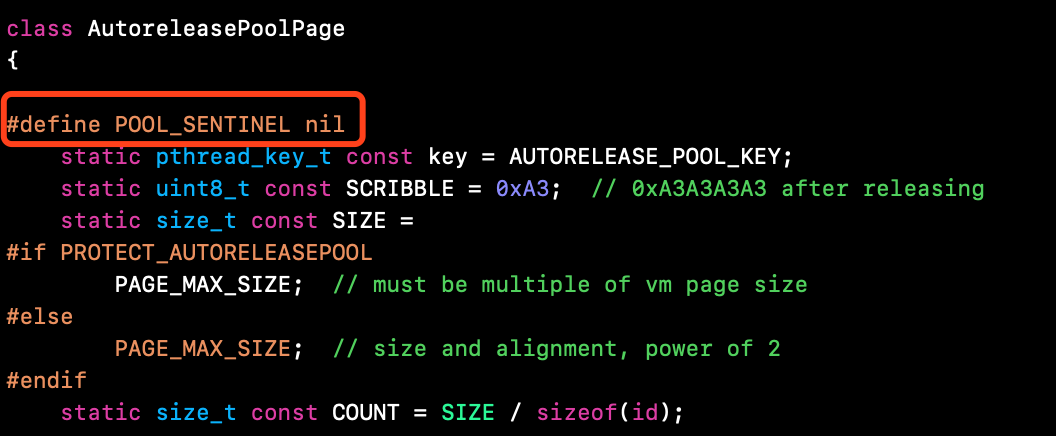 class AutoreleasePoolPage
{
#define POOL_SENTINEL nil
static pthread_key_t const key = AUTORELEASE_POOL_KEY;
static uint8_t const SCRIBBLE = 0xA3;  // 0xA3A3A3A3 after releasing
static size_t const SIZE =
#if PROTECT_AUTORELEASEPOOL
PAGE_MAX_SIZE;  // must be multiple of vm page size
#else
PAGE_MAX_SIZE;  // size and alignment, power of 2
#endif
static size_t const COUNT = SIZE / sizeof(id);